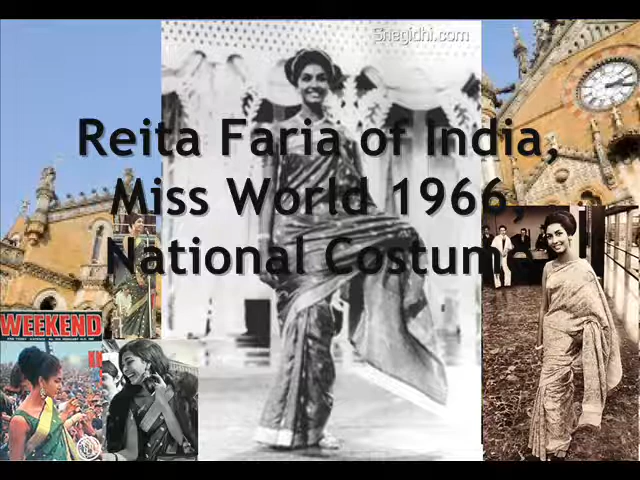 Snegidhi.com
Reita Faria of India,
Miss World 1966,
National Costume
WEEKEND